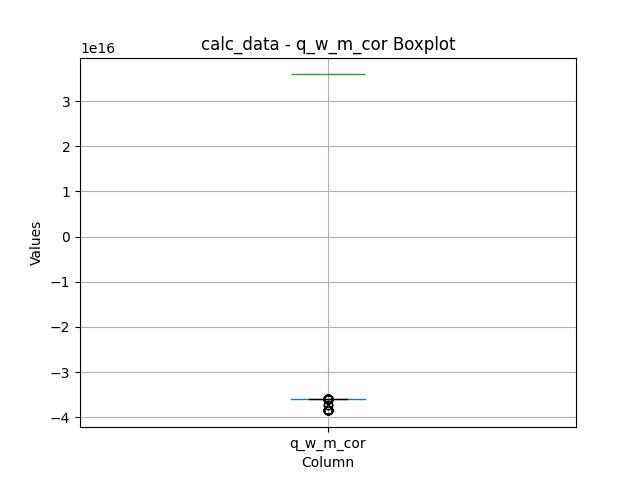 calc_data - q_w_m_cor Boxplot
1e16
3
2
1
0
−1
−2
−3
−4
Values
q_w_m_cor
Column